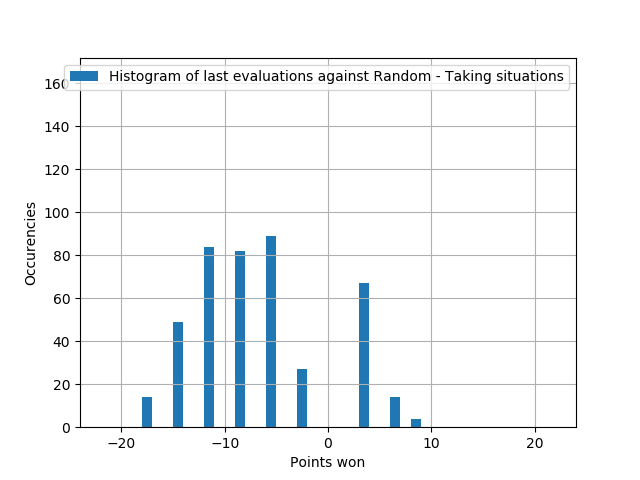 Histogram of last evaluations against Random - Taking situations
160
140
120
100
80
60
40
20
0
−20 −10 0 10 20
Occurencies
Points won